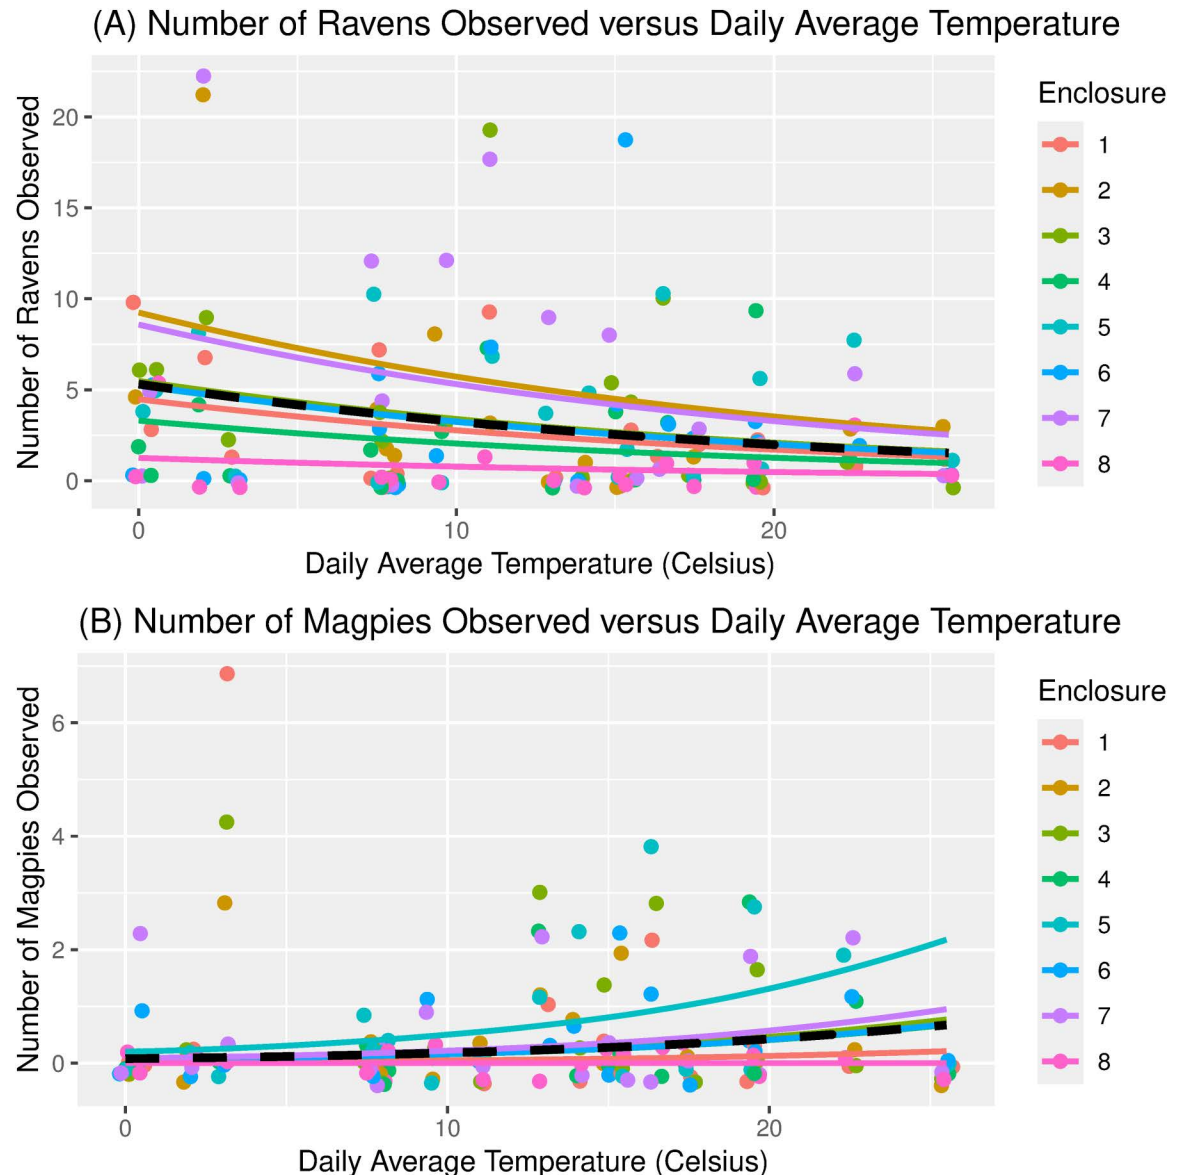 (A) Number of Ravens Observed versus Daily Average Temperature
Number of Ravens Observed
20
15
10
5
0
0 10 20
Daily Average Temperature (Celsius)
Enclosure
1
2
3
4
5
6
7
8
(B) Number of Magpies Observed versus Daily Average Temperature
Number of Magpies Observed
6
4
2
0
0 10 20
Daily Average Temperature (Celsius)
Enclosure
1
2
3
4
5
6
7
8